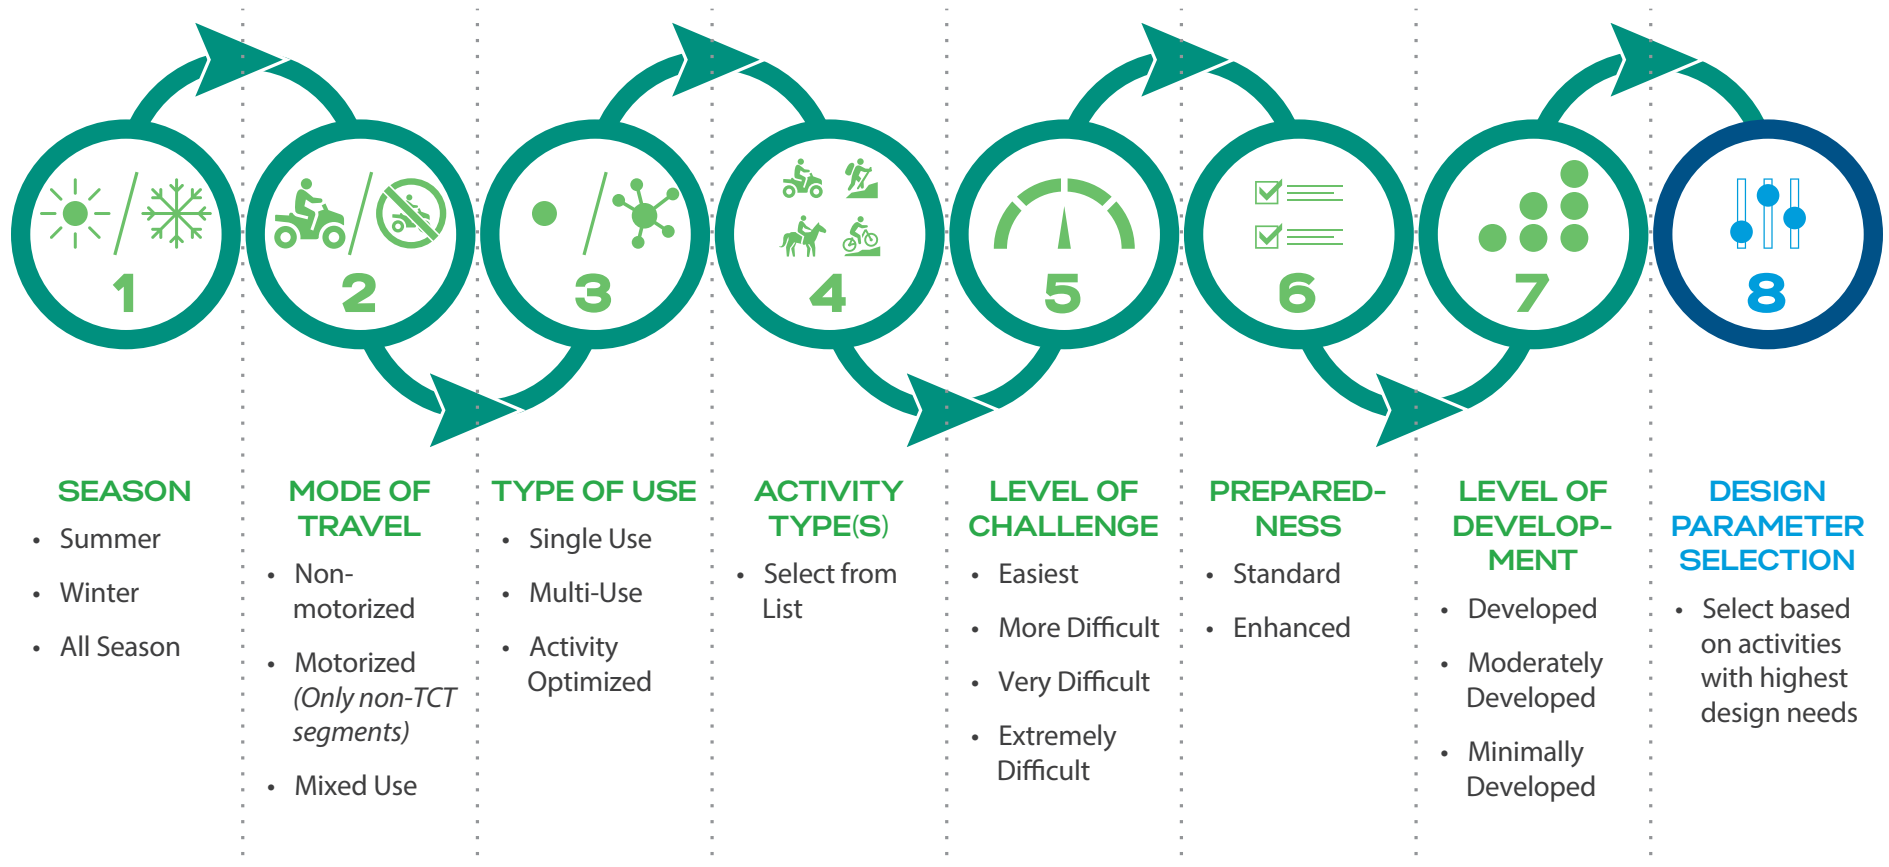 1
2
3
4
5
6
7
8
SEASON
• Summer
• Winter
• All Season
MODE OF
TRAVEL
• Non-
motorized
• Motorized
(Only non-TCT
segments)
• Mixed Use
TYPE OF USE
• Single Use
• Multi-Use
• Activity
Optimized
ACTIVITY
TYPE(S)
• Select from
List
LEVEL OF
CHALLENGE
• Easiest
• More Difficult
• Very Difficult
• Extremely
Difficult
PREPARED-
NESS
• Standard
• Enhanced
LEVEL OF
DEVELOP-
MENT
• Developed
• Moderately
Developed
• Minimally
Developed
DESIGN
PARAMETER
SELECTION
• Select based
on activities
with highest
design needs